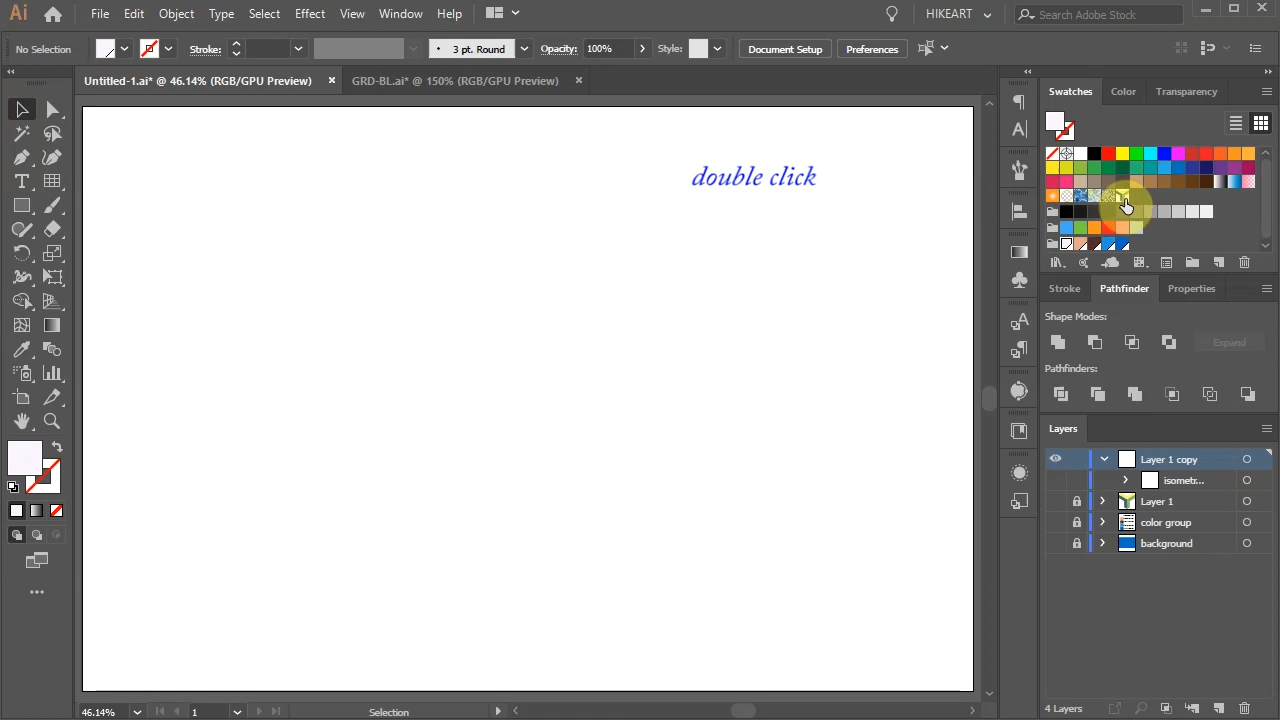 Ai File Edit Object Type Select Effect View Window Help HIKEART Search Adobe Stock
No Selection Stroke: 3 pt. Round Opacity: 100% Style: Document Setup Preferences
Untitled-1.ai* @ 46.14% (RGB/GPU Preview) GRD-BL.ai* @ 150% (RGB/GPU Preview)
Swatches Color Transparency
double click
Stroke Pathfinder Properties
Shape Modes:
Expand
Pathfinders:
Layers
Layer 1 copy
isometr...
Layer 1
color group
background
46.14% 1 Selection 4 Layers